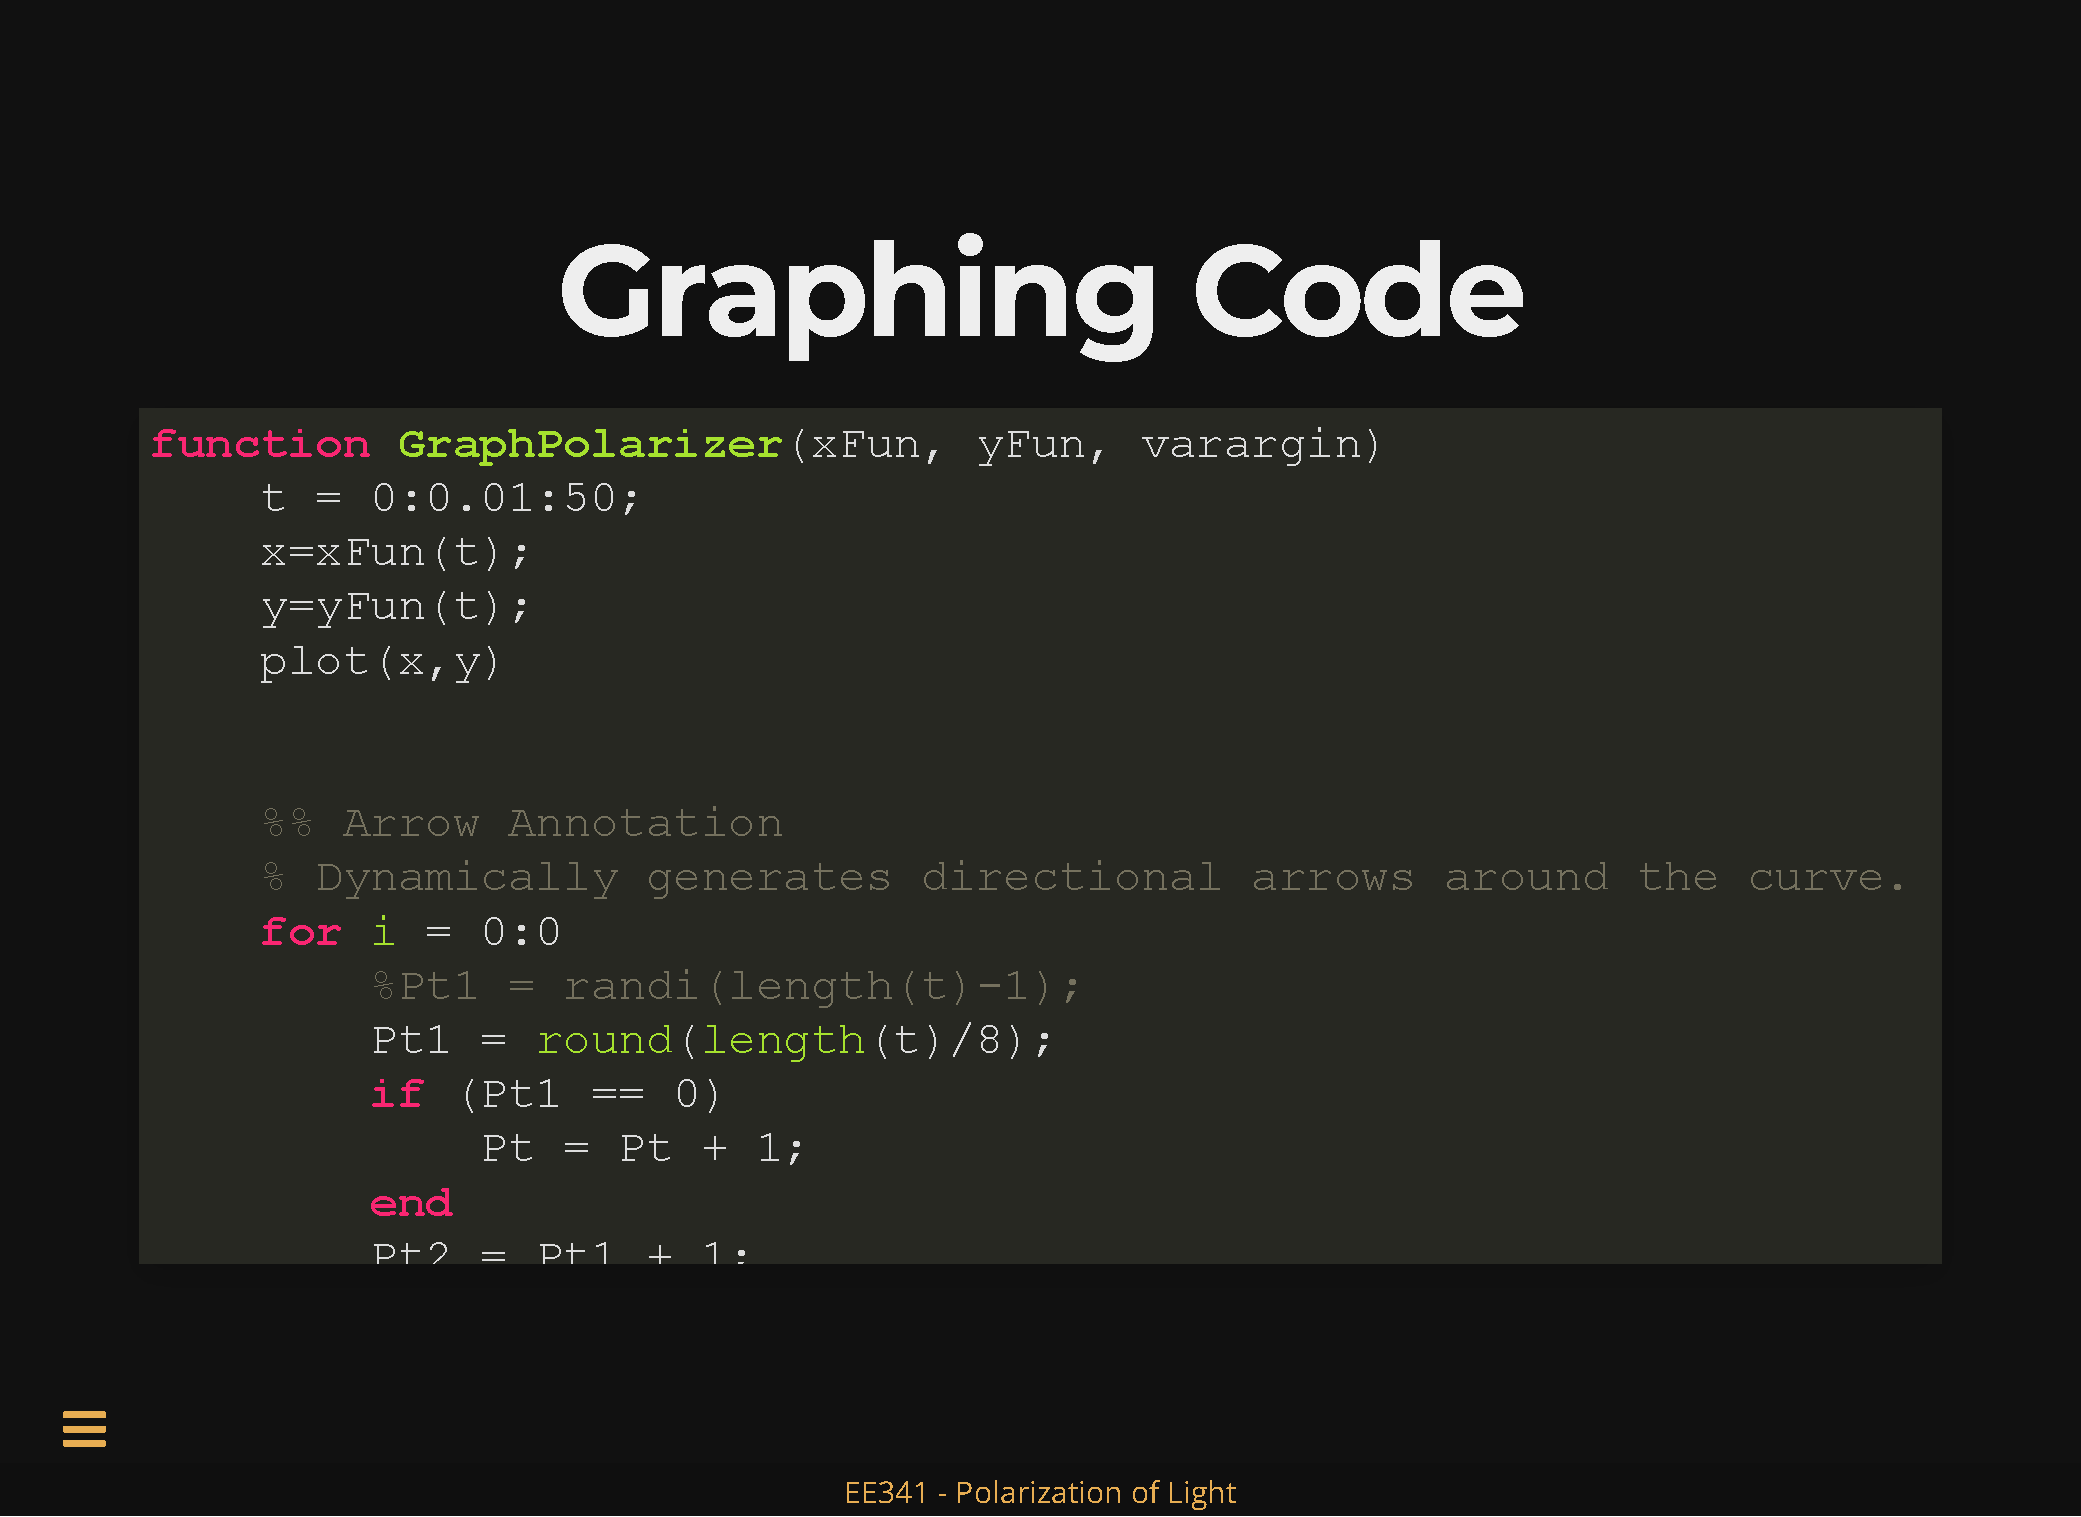 Graphing Code
function GraphPolarizer(xFun, yFun, varargin)
    t = 0:0.01:50;
    x=xFun(t);
    y=yFun(t);
    plot(x,y)
    %% Arrow Annotation
    % Dynamically generates directional arrows around the curve.
    for i = 0:0
        %Pt1 = randi(length(t)-1);
        Pt1 = round(length(t)/8);
        if (Pt1 == 0)
            Pt = Pt + 1;
        end
        Pt2 = Pt1 + 1;
EE341 - Polarization of Light